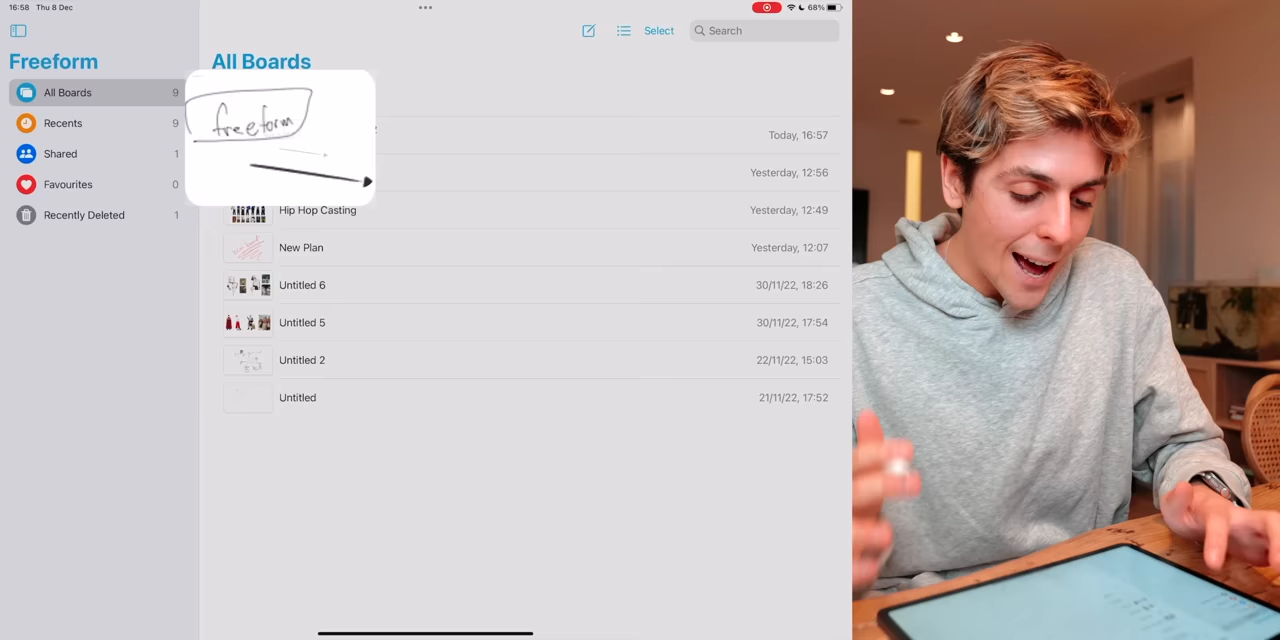 16:58 Thu 8 Dec
68%
Select
Search
Freeform
All Boards 9
Recents 9
Shared 1
Favourites 0
Recently Deleted 1
All Boards
freeform
Today, 16:57
Yesterday, 12:56
Hip Hop Casting Yesterday, 12:49
New Plan Yesterday, 12:07
Untitled 6 30/11/22, 18:26
Untitled 5 30/11/22, 17:54
Untitled 2 22/11/22, 15:03
Untitled 21/11/22, 17:52